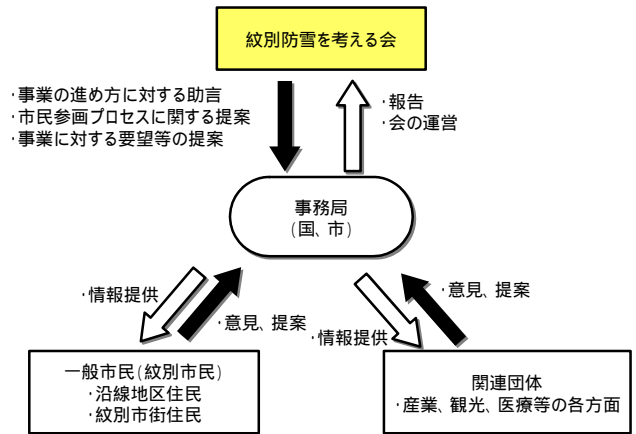 紋別防雪を考える会
・事業の進め方に対する助言
・市民参画プロセスに関する提案
・事業に対する要望等の提案
・報告
・会の運営
事務局
(国、市)
・情報提供
・意見、提案
・意見、提案
・情報提供
一般市民(紋別市民)
・沿線地区住民
・紋別市街住民
関連団体
・産業、観光、医療等の各方面